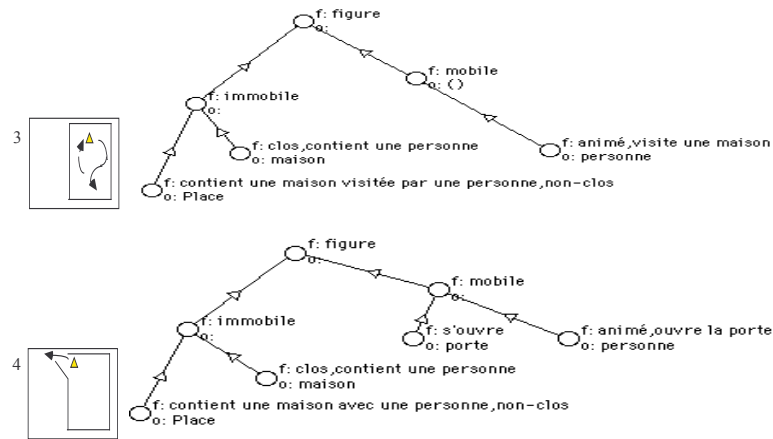 f: figure
o:
f: mobile
o: ()
f: immobile
o:
3
f: clos,contient une personne
o: maison
f: animé,visite une maison
o: personne
f: contient une maison visitée par une personne,non-clos
o: Place
f: figure
o:
f: mobile
o:
f: immobile
o:
f: s'ouvre
o: porte
f: animé,ouvre la porte
o: personne
4
f: clos,contient une personne
o: maison
f: contient une maison avec une personne,non-clos
o: Place